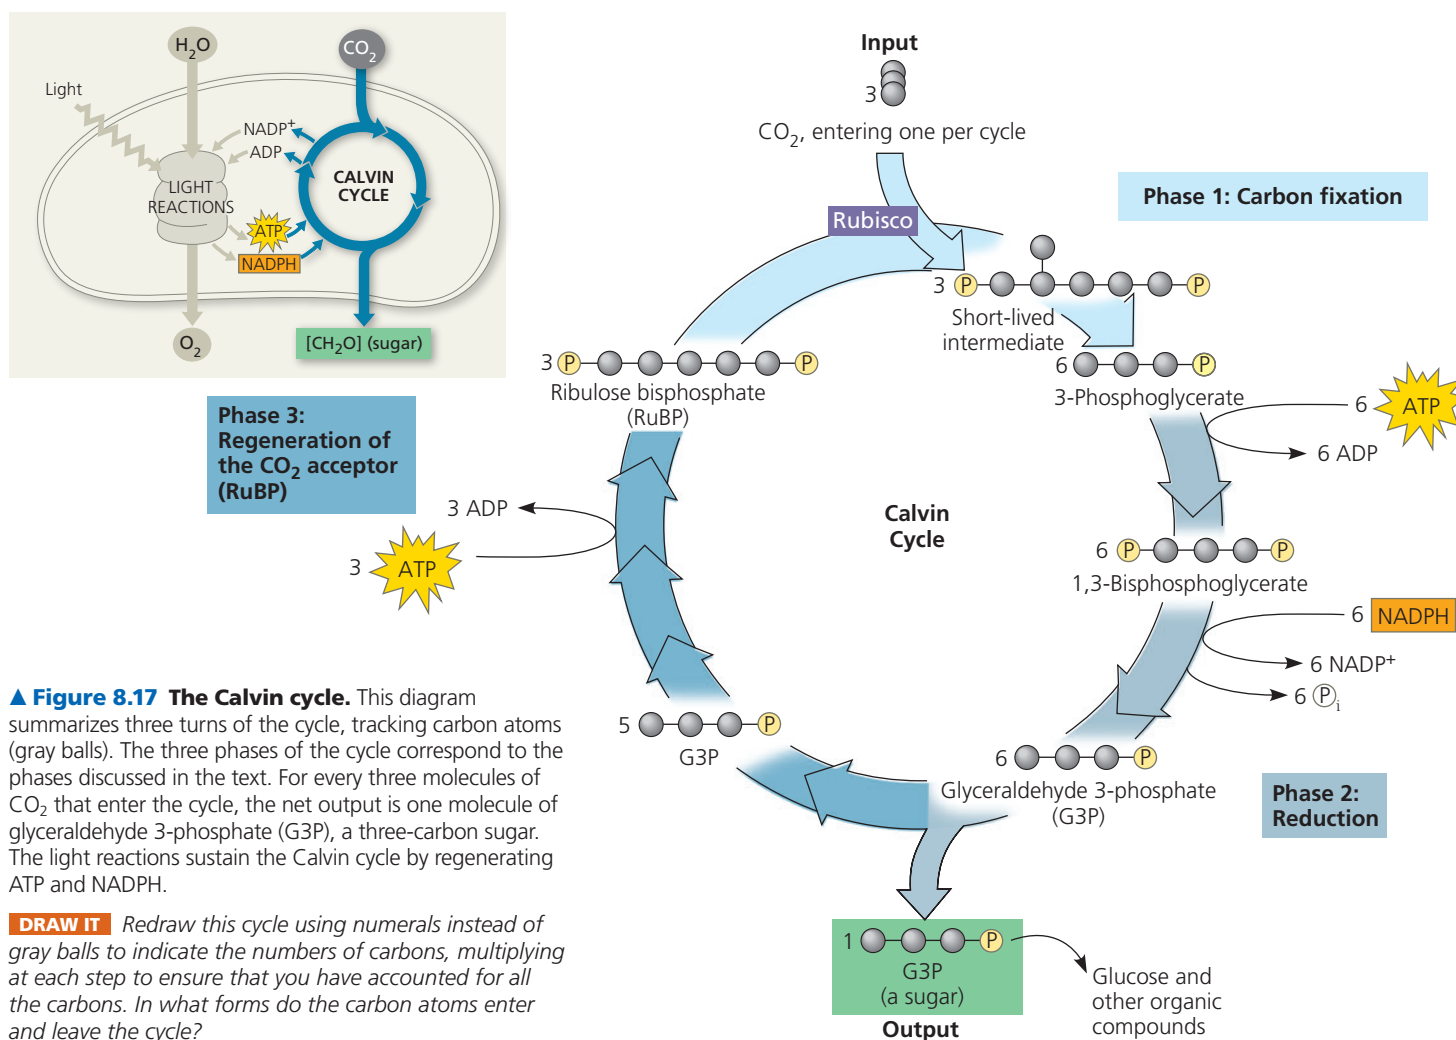 H2O
CO2
Light
NADP+
ADP
CALVIN
CYCLE
LIGHT
REACTIONS
ATP
NADPH
O2
[CH2O] (sugar)
Input
3
CO2, entering one per cycle
Phase 1: Carbon fixation
Rubisco
3 P P
Short-lived
intermediate
3 P P
Ribulose bisphosphate
(RuBP)
6 P
3-Phosphoglycerate
6 ATP
6 ADP
Phase 3:
Regeneration of
the CO2 acceptor
(RuBP)
Calvin
Cycle
3 ADP
3 ATP
6 P P
1,3-Bisphosphoglycerate
6 NADPH
6 NADP+
6 Pi
5 P
G3P
6 P
Glyceraldehyde 3-phosphate
(G3P)
Phase 2:
Reduction
1 P
G3P
(a sugar)
Output
Glucose and
other organic
compounds
▲ Figure 8.17 The Calvin cycle. This diagram
summarizes three turns of the cycle, tracking carbon atoms
(gray balls). The three phases of the cycle correspond to the
phases discussed in the text. For every three molecules of
CO2 that enter the cycle, the net output is one molecule of
glyceraldehyde 3-phosphate (G3P), a three-carbon sugar.
The light reactions sustain the Calvin cycle by regenerating
ATP and NADPH.
DRAW IT Redraw this cycle using numerals instead of
gray balls to indicate the numbers of carbons, multiplying
at each step to ensure that you have accounted for all
the carbons. In what forms do the carbon atoms enter
and leave the cycle?